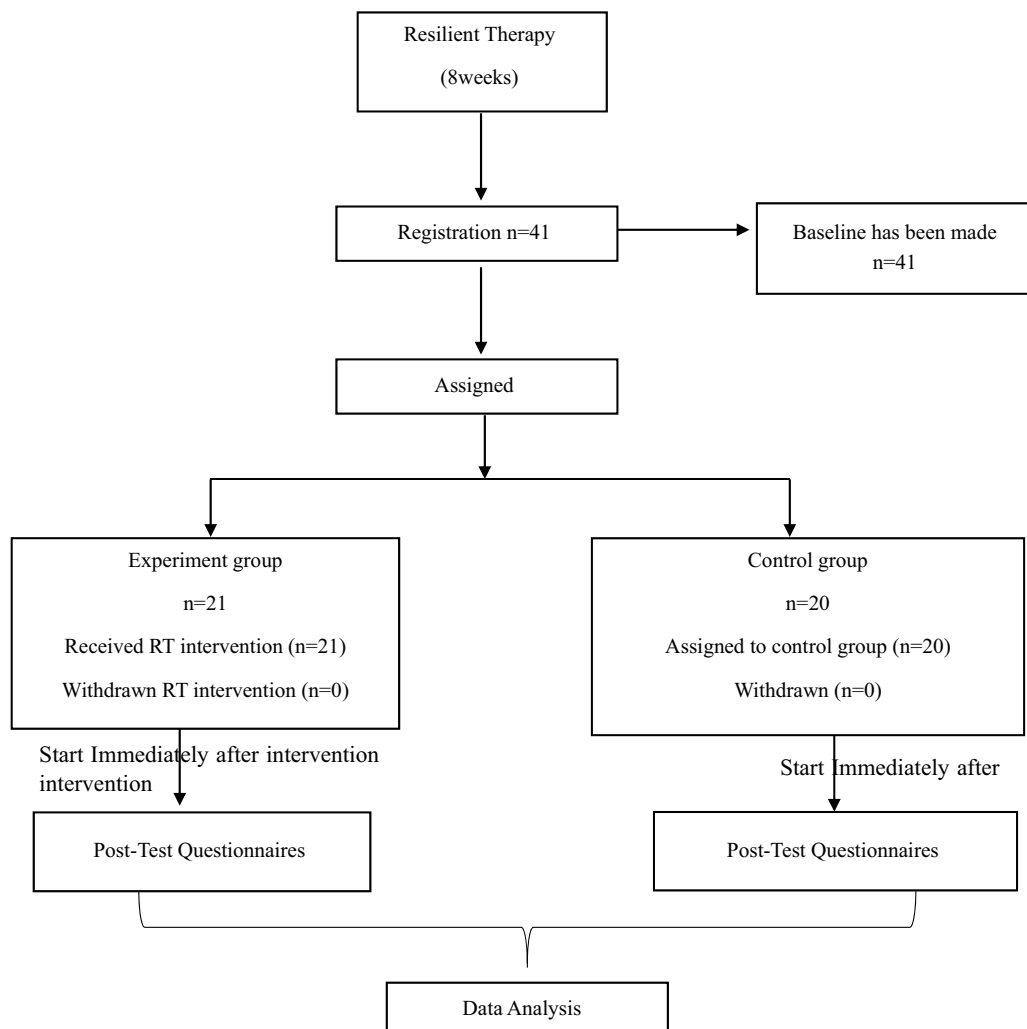 Resilient Therapy
(8weeks)
Registration n=41
Baseline has been made
n=41
Assigned
Experiment group
n=21
Received RT intervention (n=21)
Withdrawn RT intervention (n=0)
Control group
n=20
Assigned to control group (n=20)
Withdrawn (n=0)
Start Immediately after intervention
intervention
Start Immediately after
Post-Test Questionnaires
Post-Test Questionnaires
Data Analysis